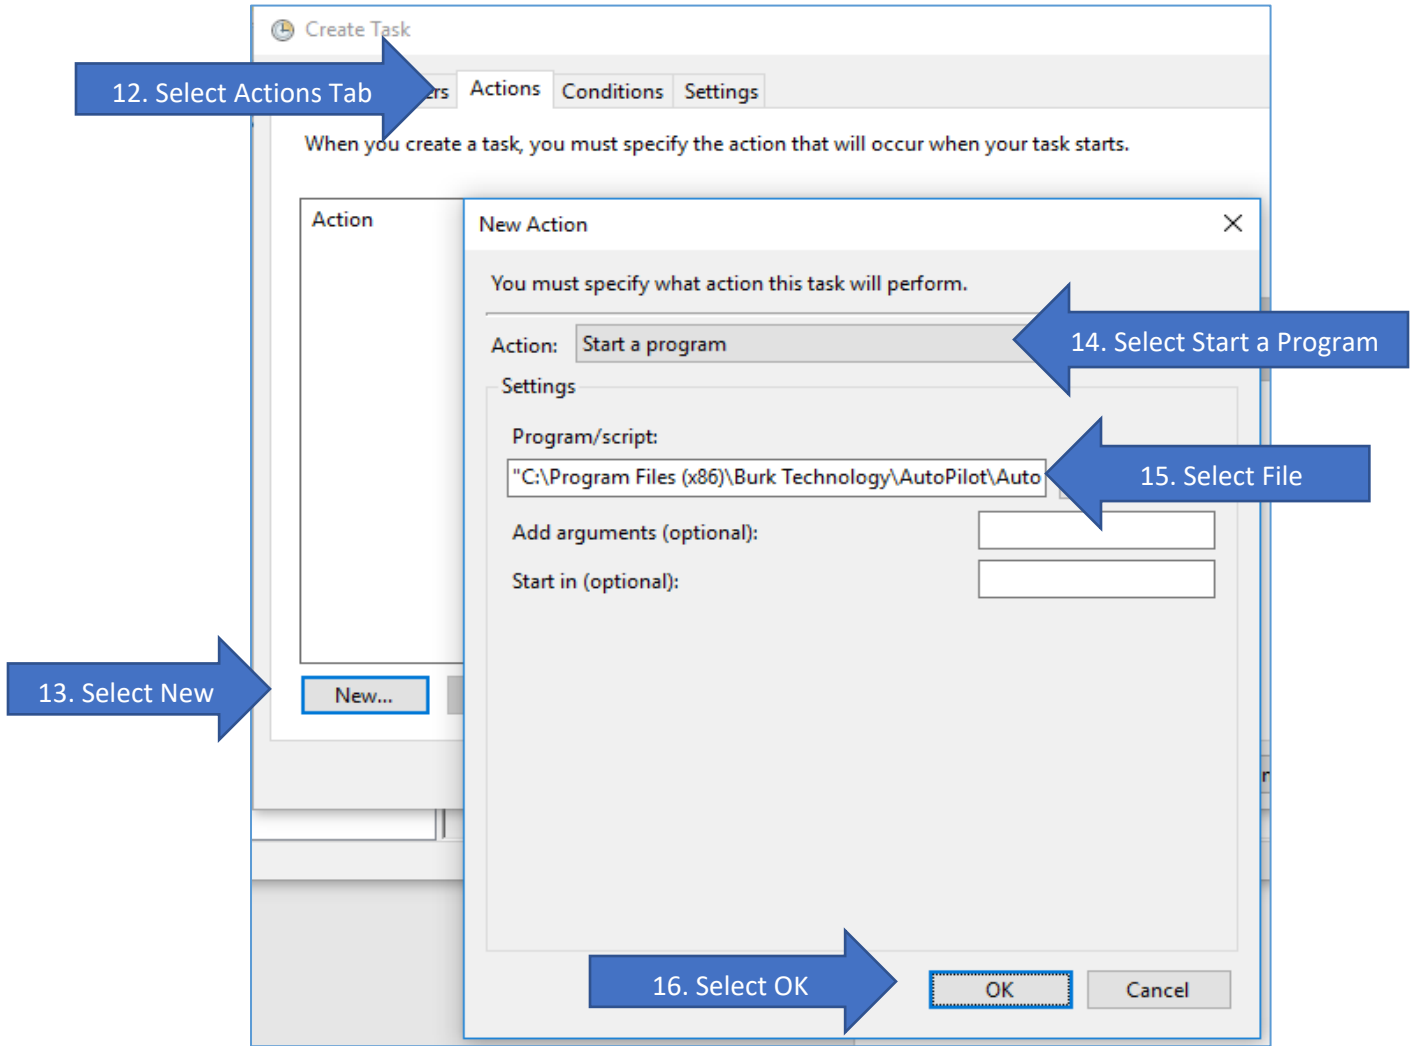 Create Task
12. Select Actions Tab
Actions Conditions Settings
When you create a task, you must specify the action that will occur when your task starts.
Action
New Action
You must specify what action this task will perform.
Action: Start a program
14. Select Start a Program
Settings
Program/script:
"C:\Program Files (x86)\Burk Technology\AutoPilot\Auto
15. Select File
Add arguments (optional):
Start in (optional):
13. Select New
New...
16. Select OK
OK Cancel